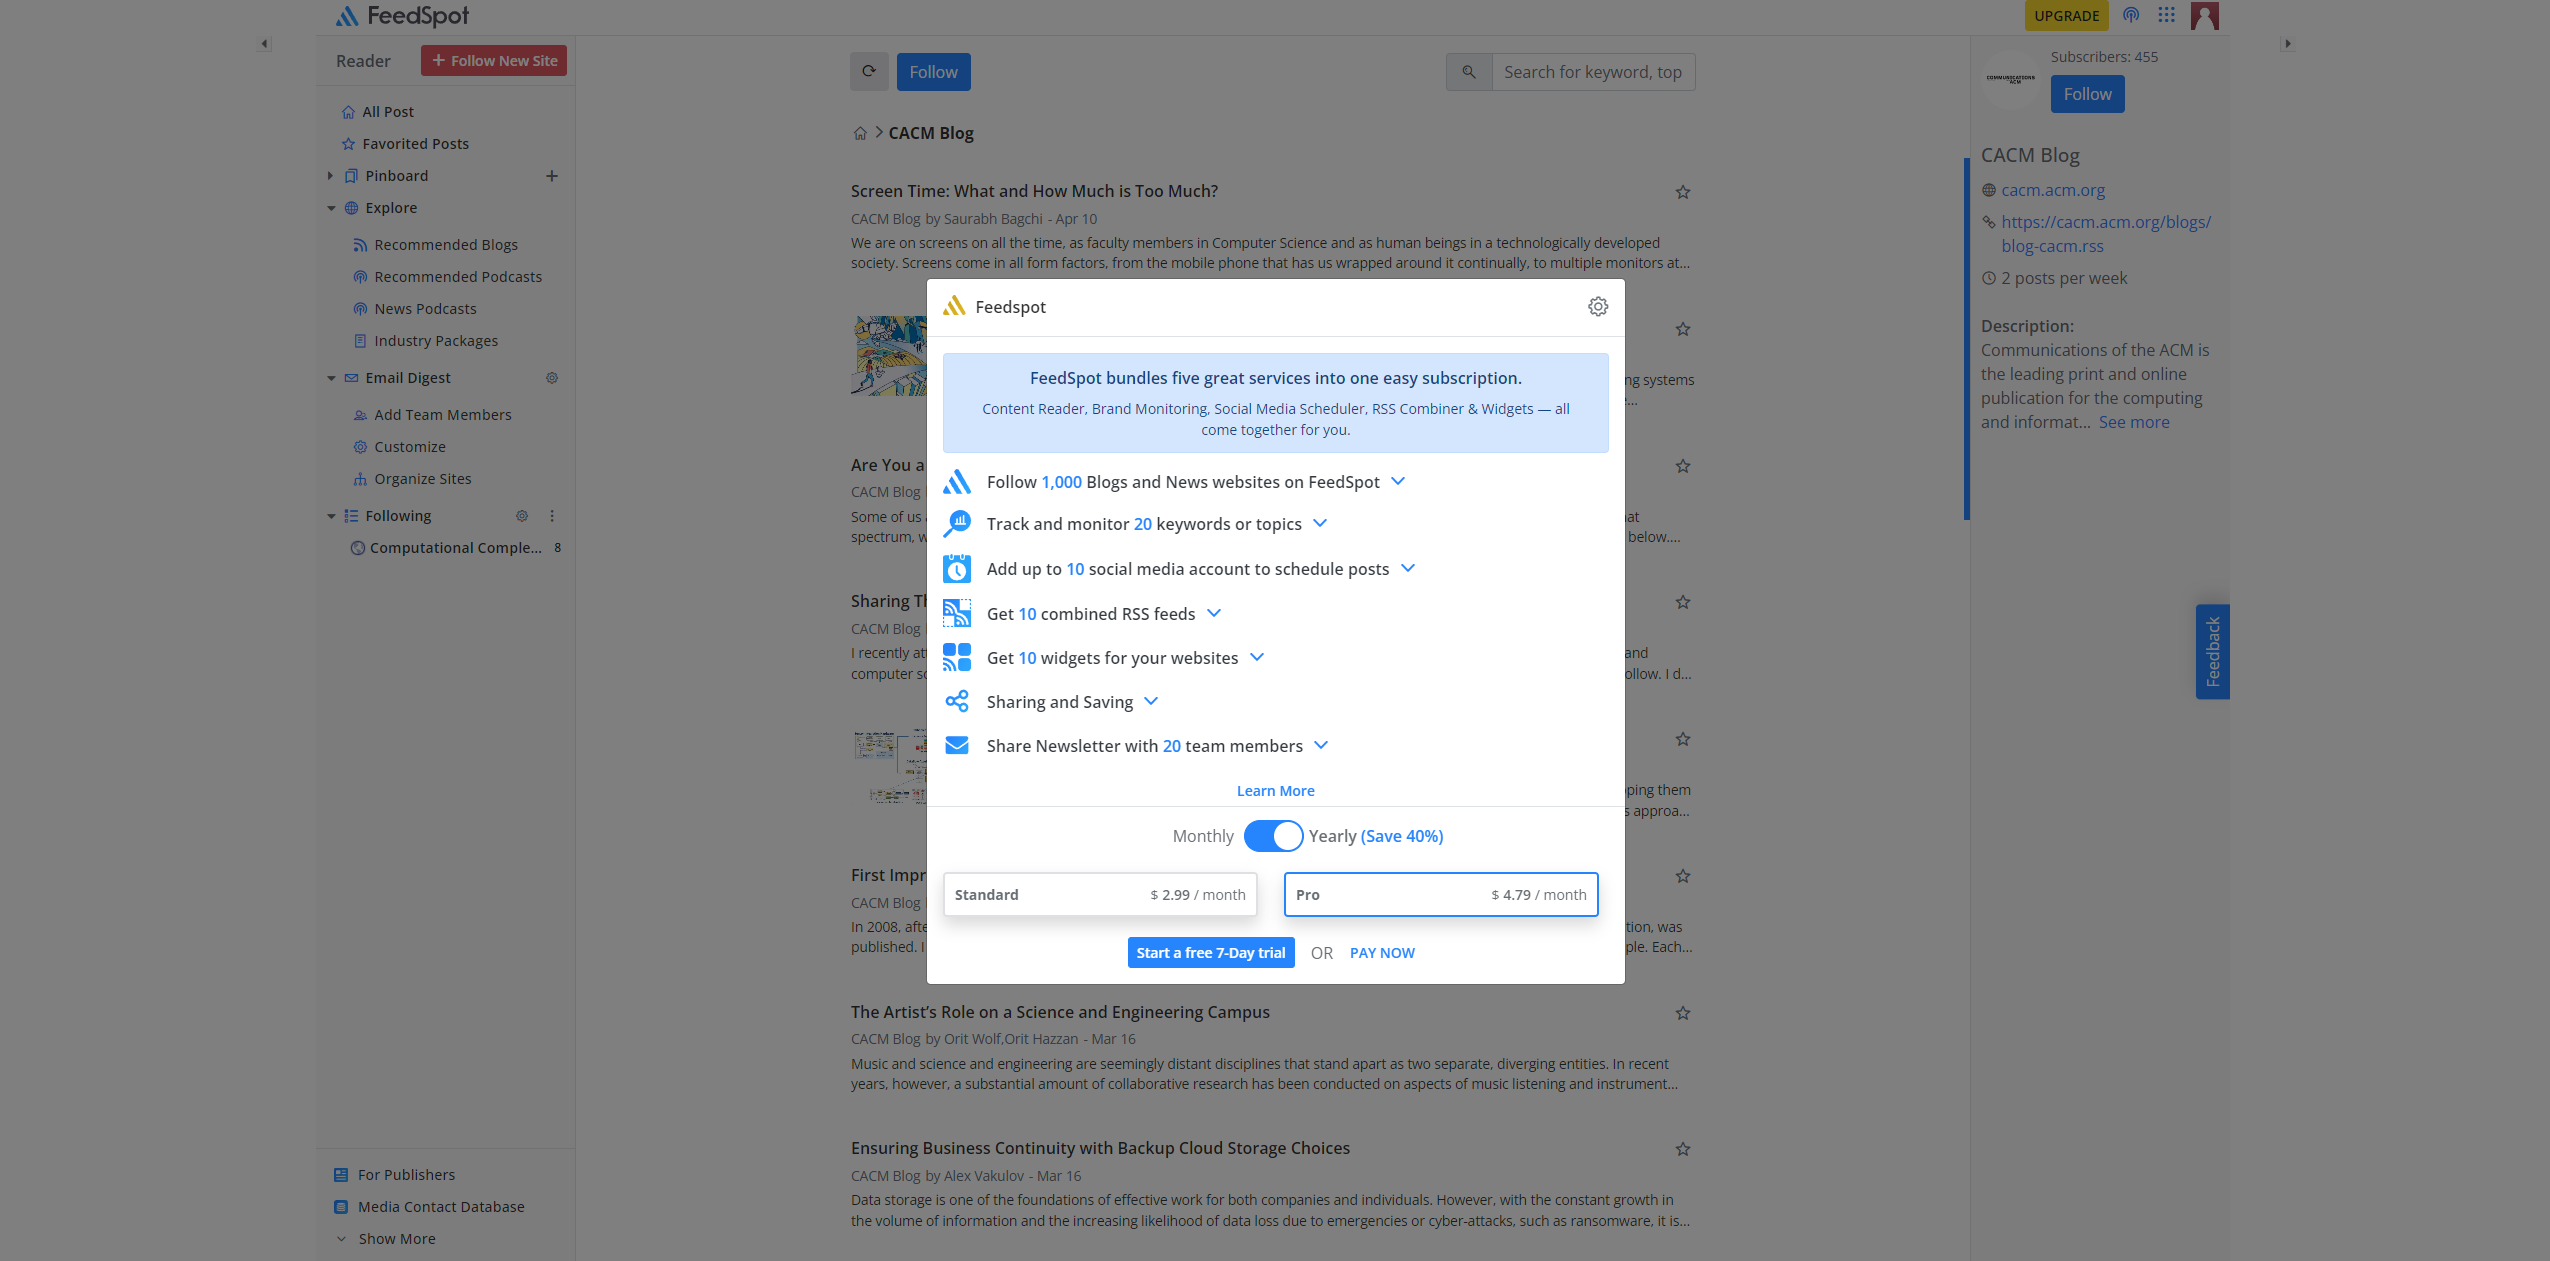 FeedSpot
UPGRADE
Reader
+ Follow New Site
All Post
Favorited Posts
Pinboard
Explore
Recommended Blogs
Recommended Podcasts
News Podcasts
Industry Packages
Email Digest
Add Team Members
Customize
Organize Sites
Following
Computational Comple... 8
For Publishers
Media Contact Database
Show More
Follow
Search for keyword, top
CACM Blog
Screen Time: What and How Much is Too Much?
CACM Blog by Saurabh Bagchi - Apr 10
We are on screens on all the time, as faculty members in Computer Science and as human beings in a technologically developed
society. Screens come in all form factors, from the mobile phone that has us wrapped around it continually, to multiple monitors at...
ng systems
e...
Are You a
CACM Blog
Some of us
hat
spectrum, w
below....
Sharing Th
CACM Blog
I recently at
and
computer sc
ollow. I d...
ping them
s approa...
First Impr
CACM Blog
In 2008, afte
tion, was
published. I
ple. Each...
The Artist’s Role on a Science and Engineering Campus
CACM Blog by Orit Wolf,Orit Hazzan - Mar 16
Music and science and engineering are seemingly distant disciplines that stand apart as two separate, diverging entities. In recent
years, however, a substantial amount of collaborative research has been conducted on aspects of music listening and instrument...
Ensuring Business Continuity with Backup Cloud Storage Choices
CACM Blog by Alex Vakulov - Mar 16
Data storage is one of the foundations of effective work for both companies and individuals. However, with the constant growth in
the volume of information and the increasing likelihood of data loss due to emergencies or cyber-attacks, such as ransomware, it is...
Feedspot
FeedSpot bundles five great services into one easy subscription.
Content Reader, Brand Monitoring, Social Media Scheduler, RSS Combiner & Widgets — all
come together for you.
Follow 1,000 Blogs and News websites on FeedSpot
Track and monitor 20 keywords or topics
Add up to 10 social media account to schedule posts
Get 10 combined RSS feeds
Get 10 widgets for your websites
Sharing and Saving
Share Newsletter with 20 team members
Learn More
Monthly Yearly (Save 40%)
Standard $ 2.99 / month
Pro $ 4.79 / month
Start a free 7-Day trial OR PAY NOW
COMMUNICATIONS
ACM
Subscribers: 455
Follow
CACM Blog
cacm.acm.org
https://cacm.acm.org/blogs/
blog-cacm.rss
2 posts per week
Description:
Communications of the ACM is
the leading print and online
publication for the computing
and informat... See more
Feedback